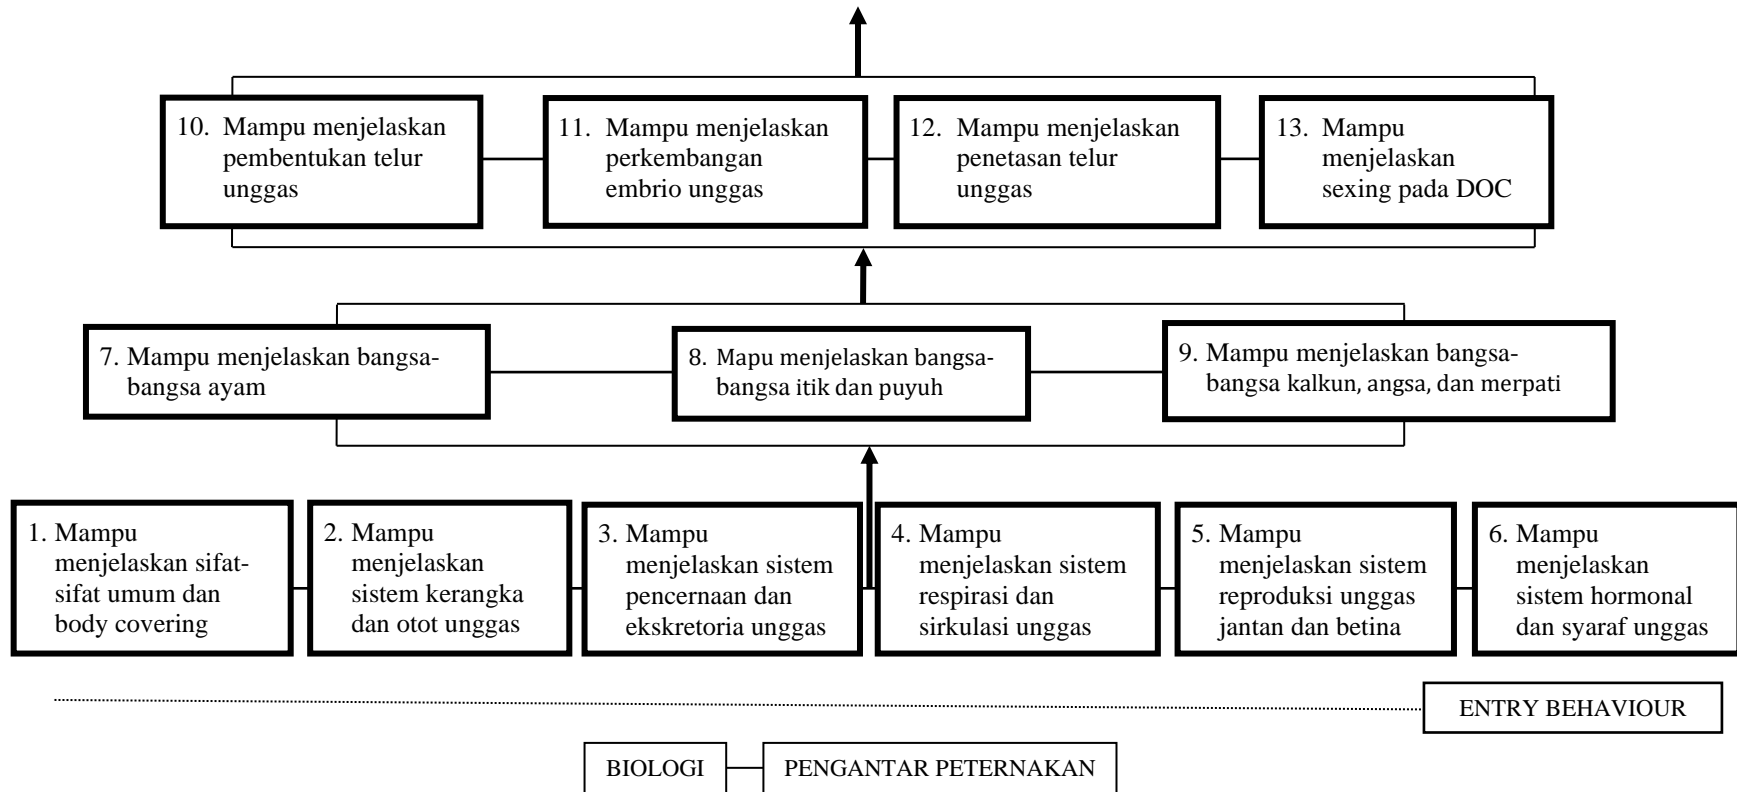 10. Mampu menjelaskan
pembentukan telur
unggas
11. Mampu menjelaskan
perkembangan
embrio unggas
12. Mampu menjelaskan
penetasan telur
unggas
13. Mampu
menjelaskan
sexing pada DOC
7. Mampu menjelaskan bangsa-
bangsa ayam
8. Mapu menjelaskan bangsa-
bangsa itik dan puyuh
9. Mampu menjelaskan bangsa-
bangsa kalkun, angsa, dan merpati
1. Mampu
menjelaskan sifat-
sifat umum dan
body covering
2. Mampu
menjelaskan
sistem kerangka
dan otot unggas
3. Mampu
menjelaskan sistem
pencernaan dan
ekskretoria unggas
4. Mampu
menjelaskan sistem
respirasi dan
sirkulasi unggas
5. Mampu
menjelaskan sistem
reproduksi unggas
jantan dan betina
6. Mampu
menjelaskan
sistem hormonal
dan syaraf unggas
ENTRY BEHAVIOUR
BIOLOGI
PENGANTAR PETERNAKAN